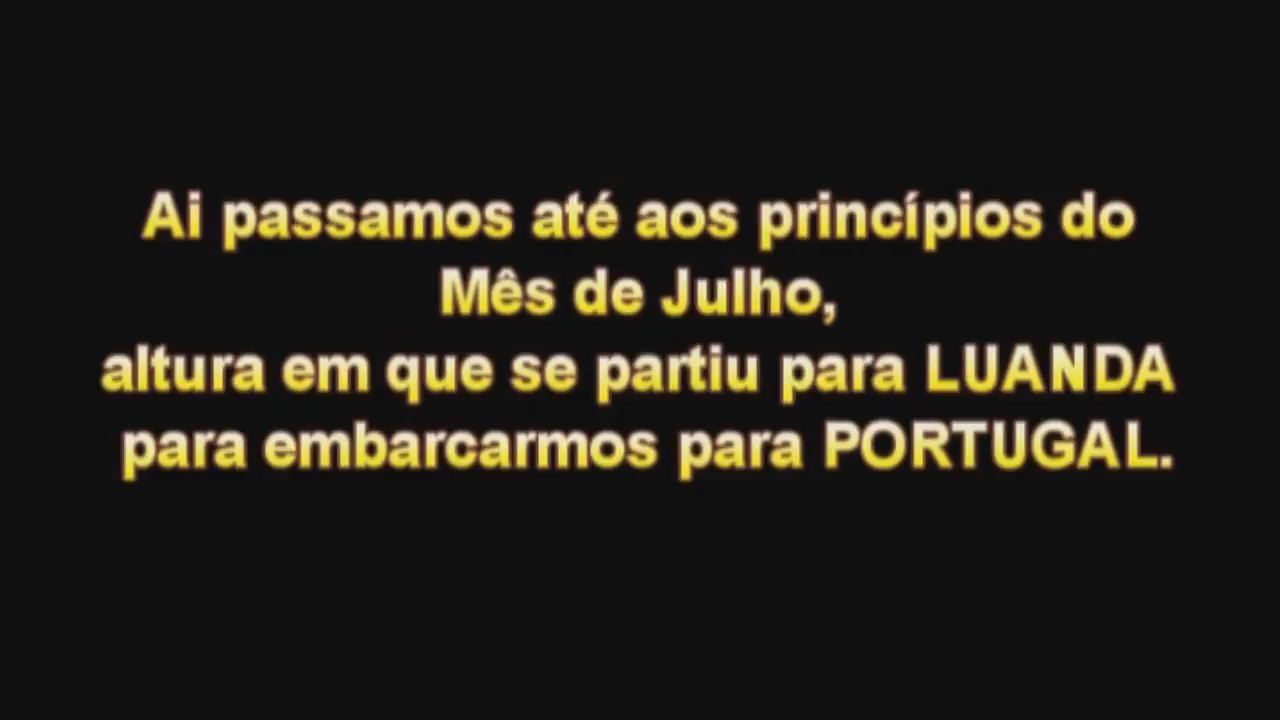 Ai passamos até aos princípios do
Mês de Julho,
altura em que se partiu para LUANDA
para embarcarmos para PORTUGAL.